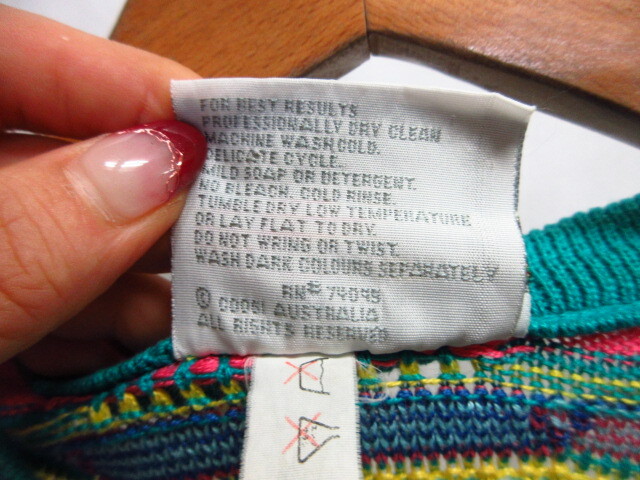 FOR BEST RESULTS
PROFESSIONALLY DRY CLEAN
MACHINE WASH COLD.
DELICATE CYCLE.
MILD SOAP OR DETERGENT.
NO BLEACH. COLD RINSE.
TUMBLE DRY LOW TEMPERATURE
OR LAY FLAT TO DRY.
DO NOT WRING OR TWIST.
WASH DARK COLOURS SEPARATELY
RN# 74098
© COOGI AUSTRALIA
ALL RIGHTS RESERVED